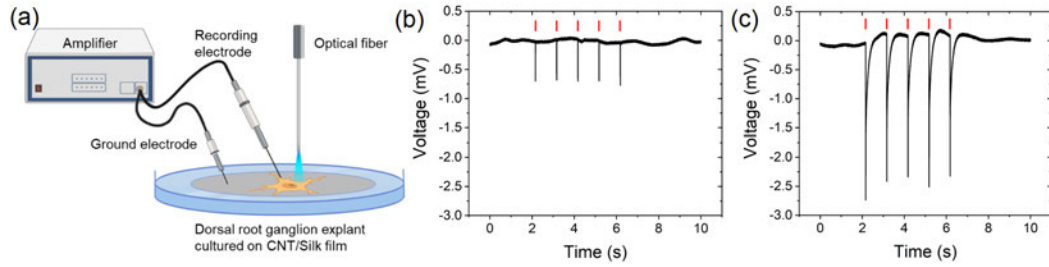 (a)
Amplifier
Recording
electrode
Optical fiber
Ground electrode
Dorsal root ganglion explant
cultured on CNT/Silk film
(b)
Voltage (mV)
0.5
0.0
-0.5
-1.0
-1.5
-2.0
-2.5
-3.0
0 2 4 6 8 10
Time (s)
(c)
Voltage (mV)
0.5
0.0
-0.5
-1.0
-1.5
-2.0
-2.5
-3.0
0 2 4 6 8 10
Time (s)